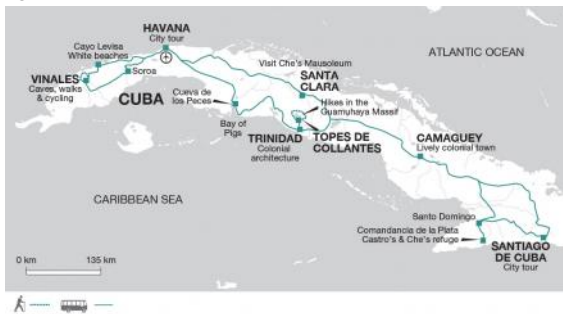 HAVANA
City tour
Cayo Levisa
White beaches
ATLANTIC OCEAN
Visit Che's Mausoleum
VINALES
Caves, walks
& cycling
Soroa
SANTA
CLARA
CUBA
Cueva de
los Peces
Hikes in the
Guamuhaya Massif
Bay of
Pigs
TRINIDAD
Colonial
architecture
TOPES DE
COLLANTES
CAMAGUEY
Lively colonial town
CARIBBEAN SEA
Santo Domingo
Comandancia de la Plata
Castro's & Che's refuge
SANTIAGO
DE CUBA
City tour
0 km
135 km